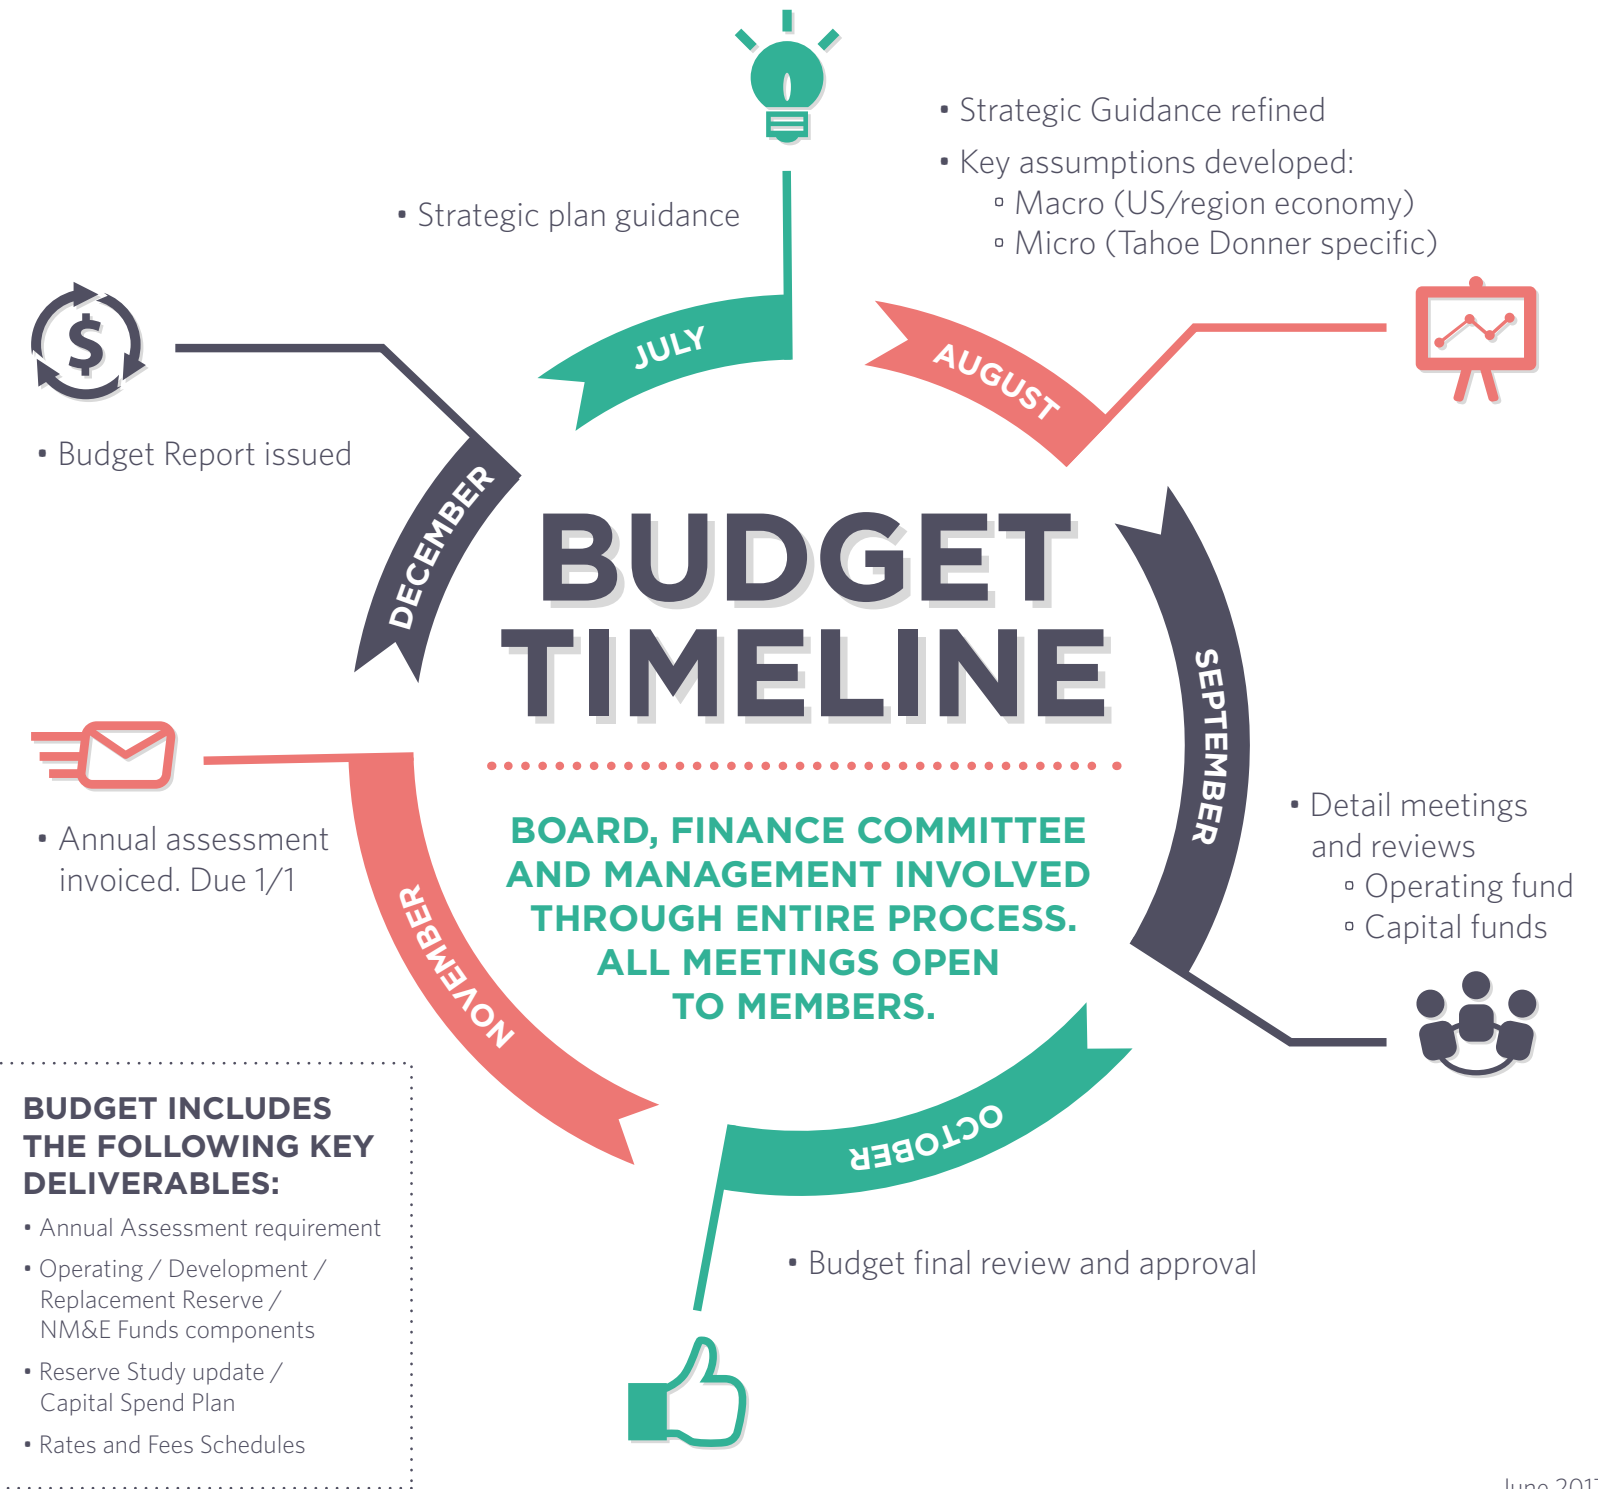 • Strategic plan guidance
JULY
• Strategic Guidance refined
• Key assumptions developed:
▫ Macro (US/region economy)
▫ Micro (Tahoe Donner specific)
AUGUST
$
• Budget Report issued
DECEMBER
BUDGET
TIMELINE
SEPTEMBER
• Detail meetings
and reviews
▫ Operating fund
▫ Capital funds
• Annual assessment
invoiced. Due 1/1
NOVEMBER
BOARD, FINANCE COMMITTEE
AND MANAGEMENT INVOLVED
THROUGH ENTIRE PROCESS.
ALL MEETINGS OPEN
TO MEMBERS.
OCTOBER
• Budget final review and approval
BUDGET INCLUDES
THE FOLLOWING KEY
DELIVERABLES:
• Annual Assessment requirement
• Operating / Development /
Replacement Reserve /
NM&E Funds components
• Reserve Study update /
Capital Spend Plan
• Rates and Fees Schedules
June 2017